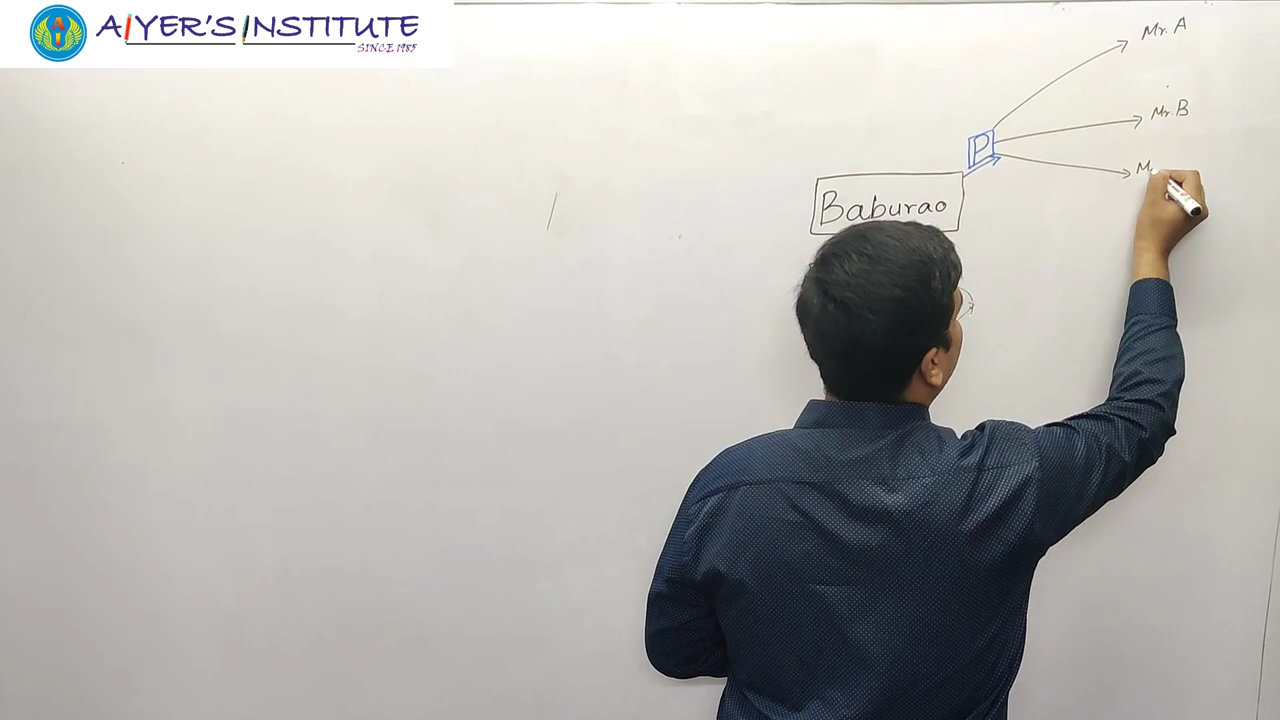 AIYER'S INSTITUTE
SINCE 1985
Mr. A
Mr. B
P
M
Baburao